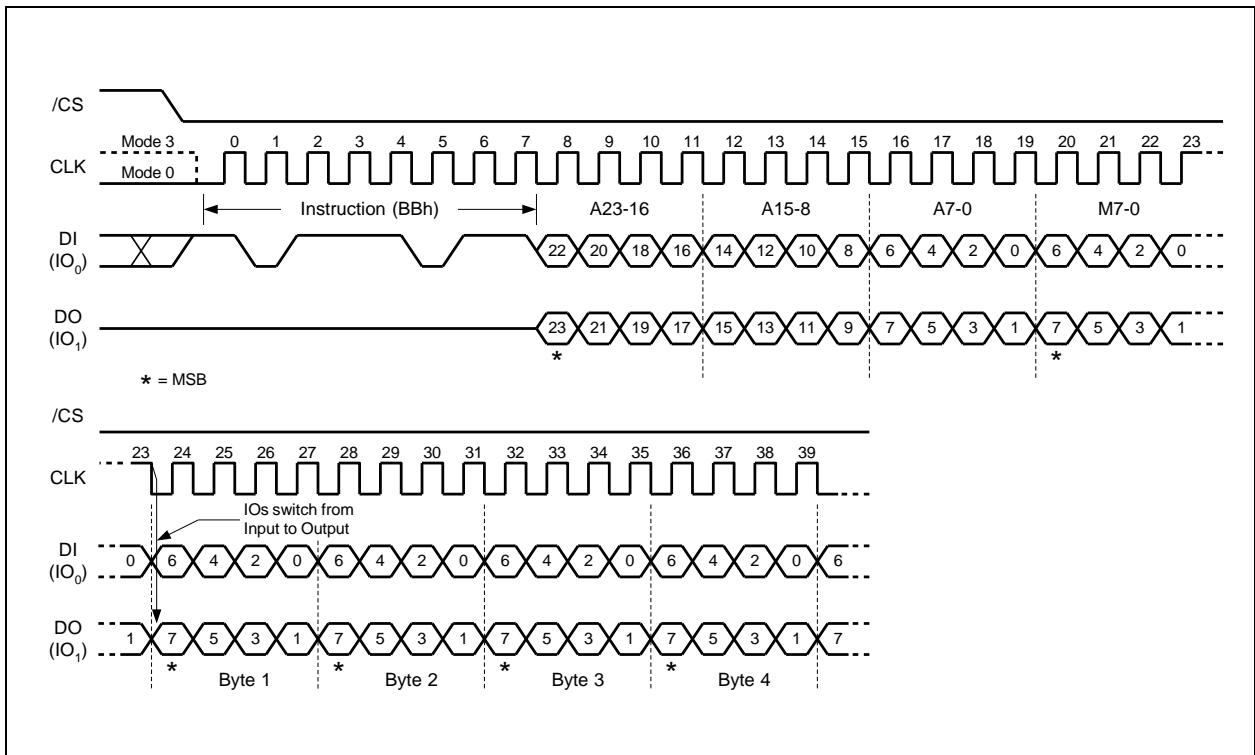 /CS
Mode 3 0 1 2 3 4 5 6 7 8 9 10 11 12 13 14 15 16 17 18 19 20 21 22 23
CLK
Mode 0
Instruction (BBh) A23-16 A15-8 A7-0 M7-0
DI
(IO0) 22 20 18 16 14 12 10 8 6 4 2 0 6 4 2 0
DO
(IO1) 23 21 19 17 15 13 11 9 7 5 3 1 7 5 3 1
* *
* = MSB
/CS
23 24 25 26 27 28 29 30 31 32 33 34 35 36 37 38 39
CLK
IOs switch from
Input to Output
DI
(IO0) 0 6 4 2 0 6 4 2 0 6 4 2 0 6 4 2 0 6
DO
(IO1) 1 7 5 3 1 7 5 3 1 7 5 3 1 7 5 3 1 7
* * * *
Byte 1 Byte 2 Byte 3 Byte 4